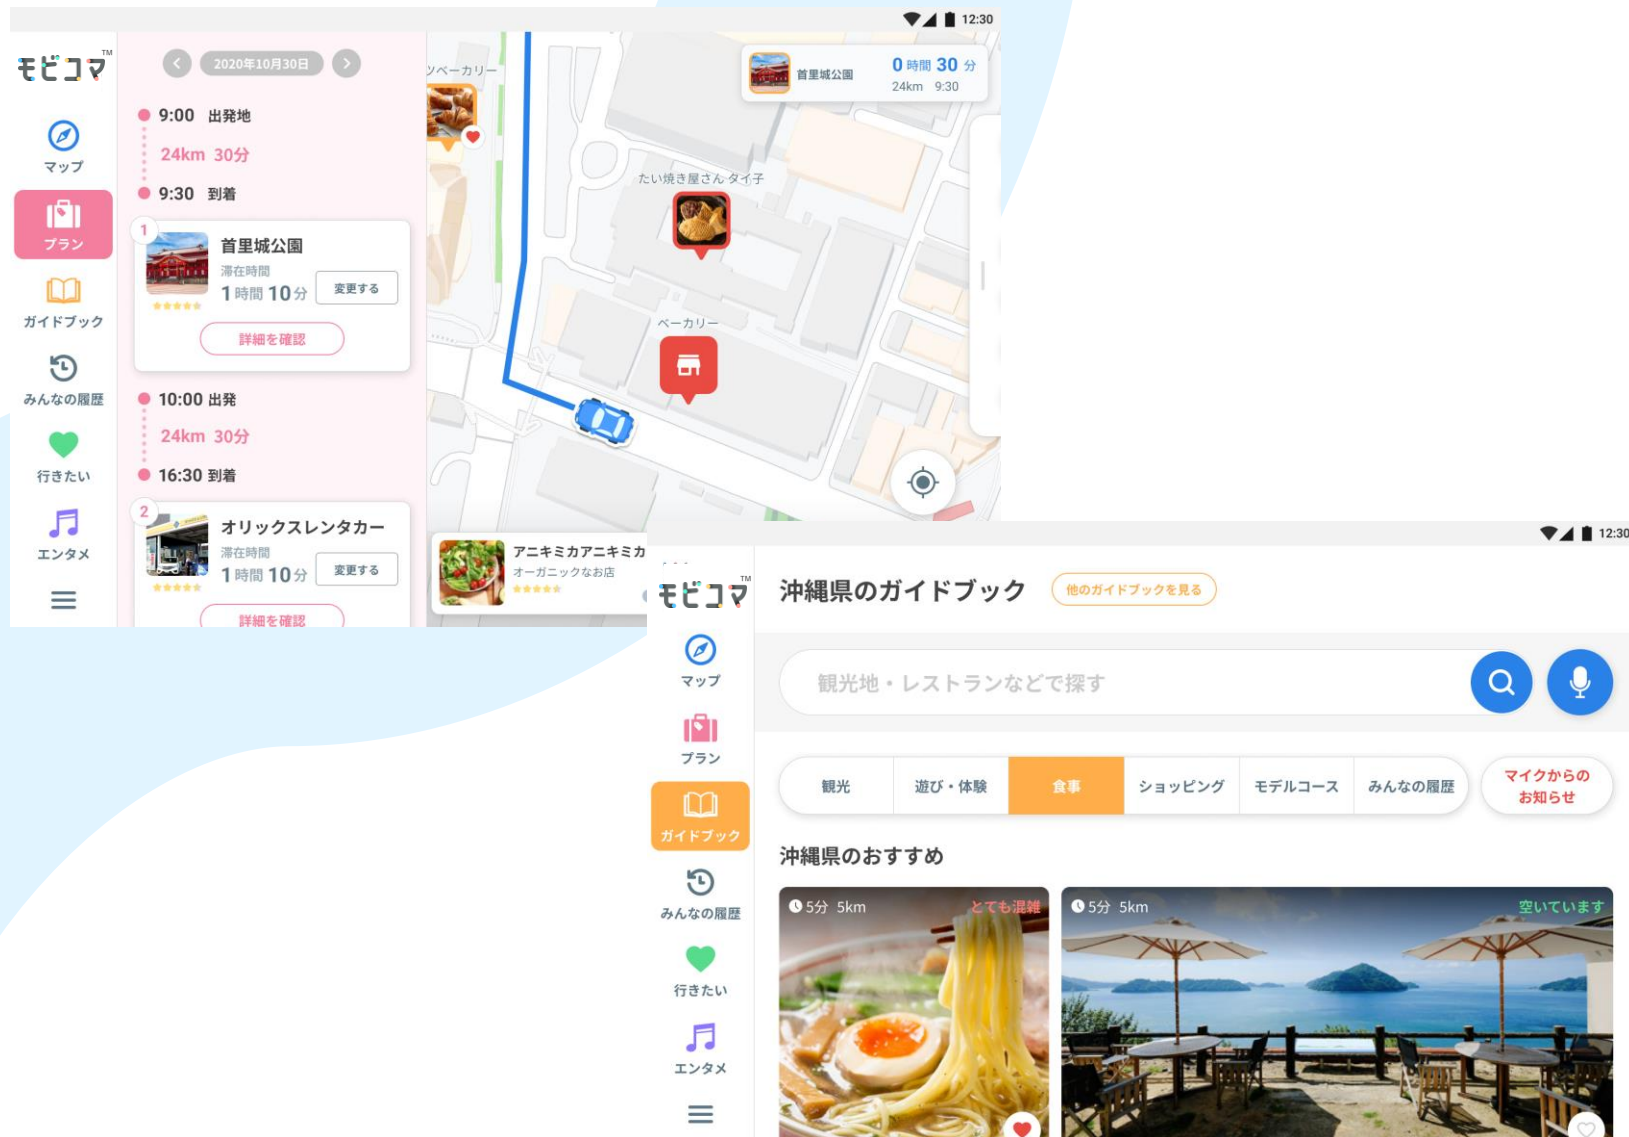 12:30
モビコマ™
マップ
プラン
ガイドブック
みんなの履歴
行きたい
エンタメ
2020年10月30日
9:00 出発地
24km 30分
9:30 到着
1
首里城公園
滞在時間
1時間10分
変更する
詳細を確認
10:00 出発
24km 30分
16:30 到着
2
オリックスレンタカー
滞在時間
1時間10分
変更する
詳細を確認
ツベーカリー
首里城公園
0時間30分
24km 9:30
たい焼き屋さん タイ子
ベーカリー
アニキミカアニキミカ
オーガニックなお店
12:30
モビコマ™
マップ
プラン
ガイドブック
みんなの履歴
行きたい
エンタメ
沖縄県のガイドブック
他のガイドブックを見る
観光地・レストランなどで探す
観光
遊び・体験
食事
ショッピング
モデルコース
みんなの履歴
マイクからの
お知らせ
沖縄県のおすすめ
5分 5km
とても混雑
5分 5km
空いています